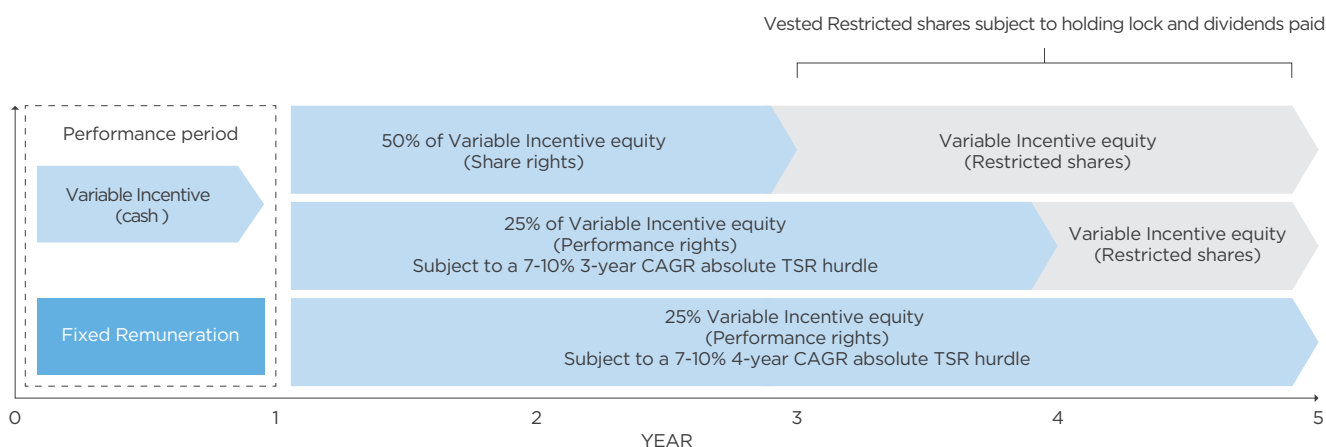 Vested Restricted shares subject to holding lock and dividends paid
Performance period
Variable Incentive
(cash )
Fixed Remuneration
50% of Variable Incentive equity
(Share rights)
Variable Incentive equity
(Restricted shares)
25% of Variable Incentive equity
(Performance rights)
Subject to a 7-10% 3-year CAGR absolute TSR hurdle
Variable Incentive equity
(Restricted shares)
25% Variable Incentive equity
(Performance rights)
Subject to a 7-10% 4-year CAGR absolute TSR hurdle
0 1 2 3 4 5
YEAR